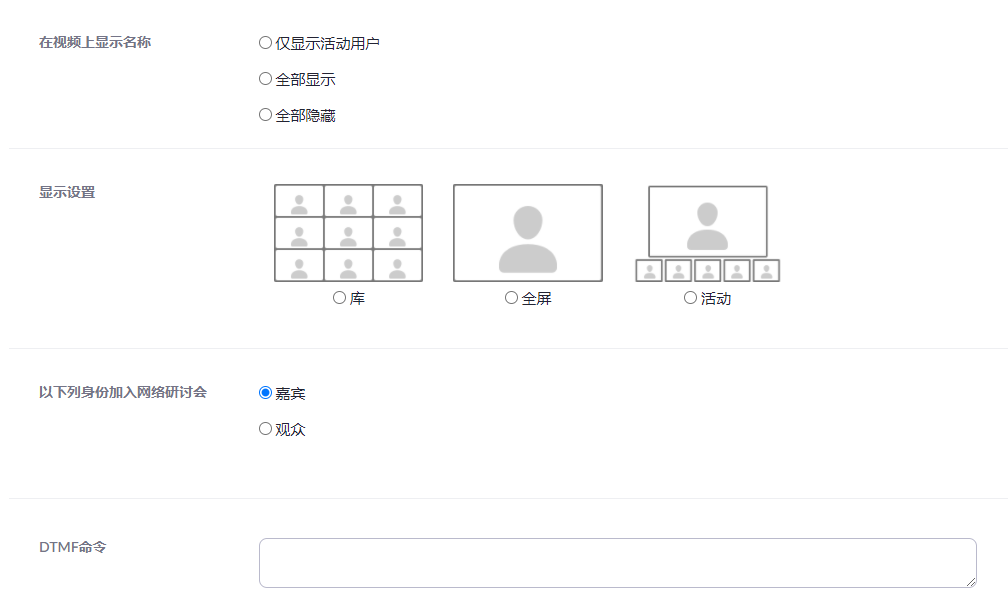 在视频上显示名称
仅显示活动用户
全部显示
全部隐藏
显示设置
库
全屏
活动
以下列身份加入网络研讨会
嘉宾
观众
DTMF命令